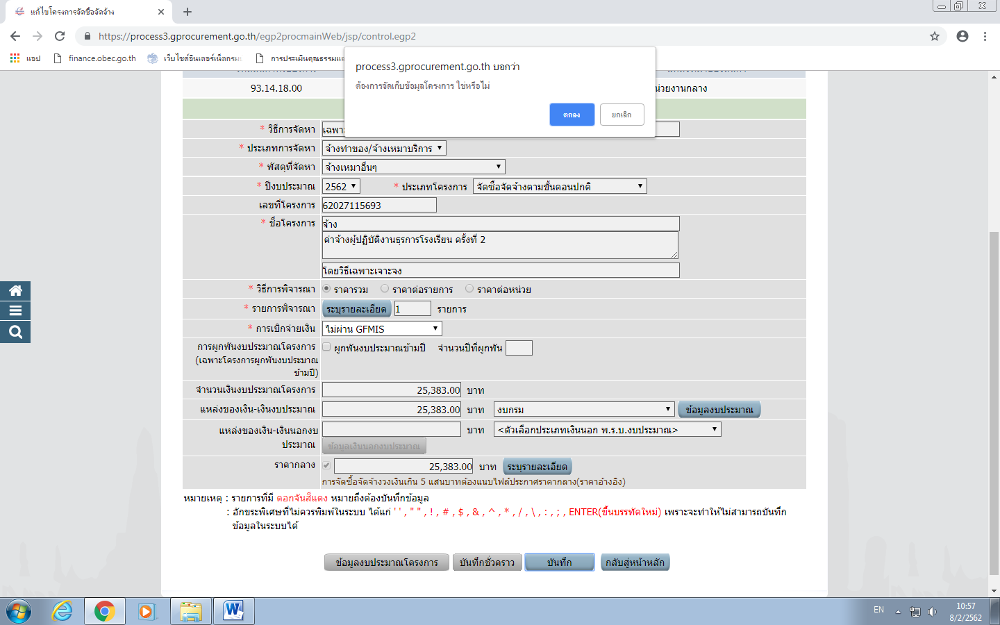 แก้ไขโครงการจัดซื้อจัดจ้าง
https://process3.gprocurement.go.th/egp2procmainWeb/jsp/control.egp2
แอป finance.obec.go.th เว็บไซต์อินเตอร์เน็ตกรม การประเมินคุณธรรมแล
process3.gprocurement.go.th บอกว่า
ต้องการจัดเก็บข้อมูลโครงการ ใช่หรือไม่
ตกลง ยกเลิก
93.14.18.00 น่วยงานกลาง
* วิธีการจัดหา เฉพาะ
* ประเภทการจัดหา จ้างทำของ/จ้างเหมาบริการ
* พัสดุที่จัดหา จ้างเหมาอื่นๆ
* ปีงบประมาณ 2562 * ประเภทโครงการ จัดซื้อจัดจ้างตามขั้นตอนปกติ
เลขที่โครงการ 62027115693
* ชื่อโครงการ จ้าง
ค่าจ้างผู้ปฏิบัติงานธุรการโรงเรียน ครั้งที่ 2
โดยวิธีเฉพาะเจาะจง
* วิธีการพิจารณา ราคารวม ราคาต่อรายการ ราคาต่อหน่วย
* รายการพิจารณา ระบุรายละเอียด 1 รายการ
* การเบิกจ่ายเงิน ไม่ผ่าน GFMIS
การผูกพันงบประมาณโครงการ ผูกพันงบประมาณข้ามปี จำนวนปีที่ผูกพัน
(เฉพาะโครงการผูกพันงบประมาณ
ข้ามปี)
จำนวนเงินงบประมาณโครงการ 25,383.00 บาท
แหล่งของเงิน-เงินงบประมาณ 25,383.00 บาท งบกรม ข้อมูลงบประมาณ
แหล่งของเงิน-เงินนอกงบ บาท <ตัวเลือกประเภทเงินนอก พ.ร.บ.งบประมาณ>
ประมาณ ข้อมูลเงินนอกงบประมาณ
ราคากลาง 25,383.00 บาท ระบุรายละเอียด
การจัดซื้อจัดจ้างวงเงินเกิน 5 แสนบาทต้องแนบไฟล์ประกาศราคากลาง(ราคาอ้างอิง)
หมายเหตุ : รายการที่มี ดอกจันสีแดง หมายถึงต้องบันทึกข้อมูล
: อักขระพิเศษที่ไม่ควรพิมพ์ในระบบ ได้แก่ ' ' , " " , ! , # , $ , & , ^ , * , / , \ , : , ; , ENTER(ขึ้นบรรทัดใหม่) เพราะจะทำให้ไม่สามารถบันทึก
ข้อมูลในระบบได้
ข้อมูลงบประมาณโครงการ บันทึกชั่วคราว บันทึก กลับสู่หน้าหลัก
EN 10:57
8/2/2562